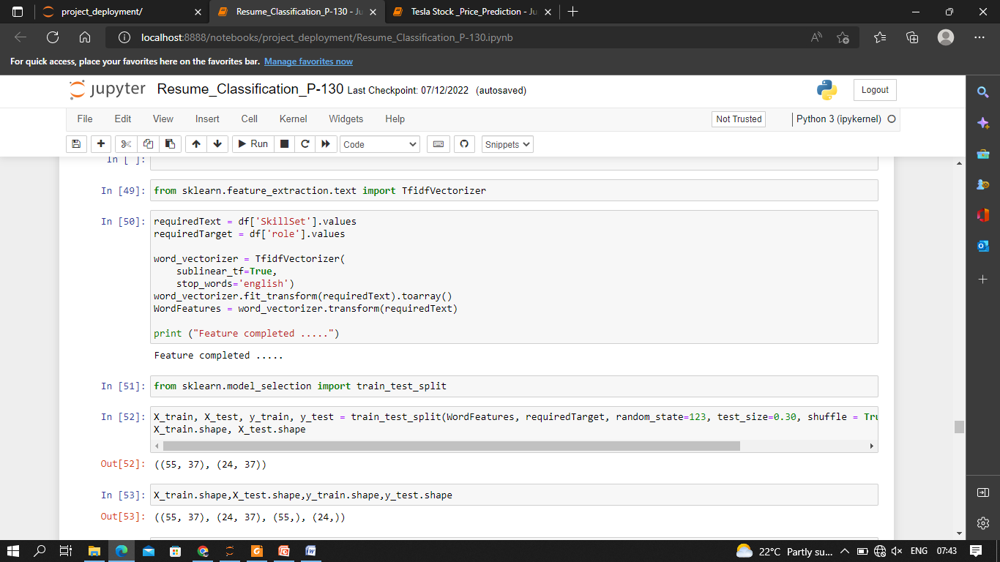 project_deployment/
Resume_Classification_P-130 - Ju
Tesla Stock _Price_Prediction - Ju
localhost:8888/notebooks/project_deployment/Resume_Classification_P-130.ipynb
For quick access, place your favorites here on the favorites bar. Manage favorites now
jupyter Resume_Classification_P-130 Last Checkpoint: 07/12/2022 (autosaved)
Logout
File Edit View Insert Cell Kernel Widgets Help
Not Trusted
Python 3 (ipykernel)
Run
Code
Snippets
In [ ]:
In [49]: from sklearn.feature_extraction.text import TfidfVectorizer
In [50]: requiredText = df['SkillSet'].values
requiredTarget = df['role'].values
word_vectorizer = TfidfVectorizer(
sublinear_tf=True,
stop_words='english')
word_vectorizer.fit_transform(requiredText).toarray()
WordFeatures = word_vectorizer.transform(requiredText)
print ("Feature completed .....")
Feature completed .....
In [51]: from sklearn.model_selection import train_test_split
In [52]: X_train, X_test, y_train, y_test = train_test_split(WordFeatures, requiredTarget, random_state=123, test_size=0.30, shuffle = Tru
X_train.shape, X_test.shape
Out[52]: ((55, 37), (24, 37))
In [53]: X_train.shape,X_test.shape,y_train.shape,y_test.shape
Out[53]: ((55, 37), (24, 37), (55,), (24,))
22°C Partly su... ENG 07:43